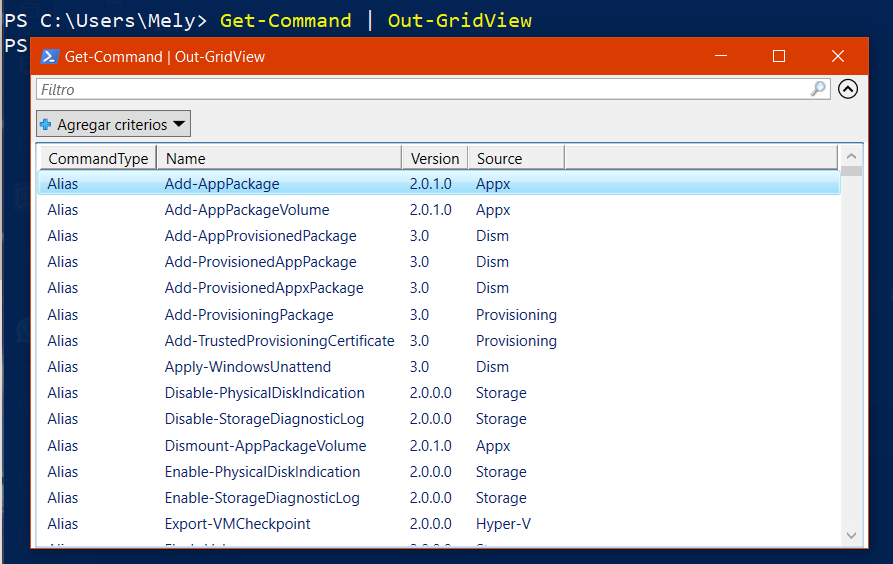 PS C:\Users\Mely> Get-Command | Out-GridView
PS
Get-Command | Out-GridView
Filtro
Agregar criterios
CommandType Name Version Source
Alias Add-AppPackage 2.0.1.0 Appx
Alias Add-AppPackageVolume 2.0.1.0 Appx
Alias Add-AppProvisionedPackage 3.0 Dism
Alias Add-ProvisionedAppPackage 3.0 Dism
Alias Add-ProvisionedAppxPackage 3.0 Dism
Alias Add-ProvisioningPackage 3.0 Provisioning
Alias Add-TrustedProvisioningCertificate 3.0 Provisioning
Alias Apply-WindowsUnattend 3.0 Dism
Alias Disable-PhysicalDiskIndication 2.0.0.0 Storage
Alias Disable-StorageDiagnosticLog 2.0.0.0 Storage
Alias Dismount-AppPackageVolume 2.0.1.0 Appx
Alias Enable-PhysicalDiskIndication 2.0.0.0 Storage
Alias Enable-StorageDiagnosticLog 2.0.0.0 Storage
Alias Export-VMCheckpoint 2.0.0.0 Hyper-V